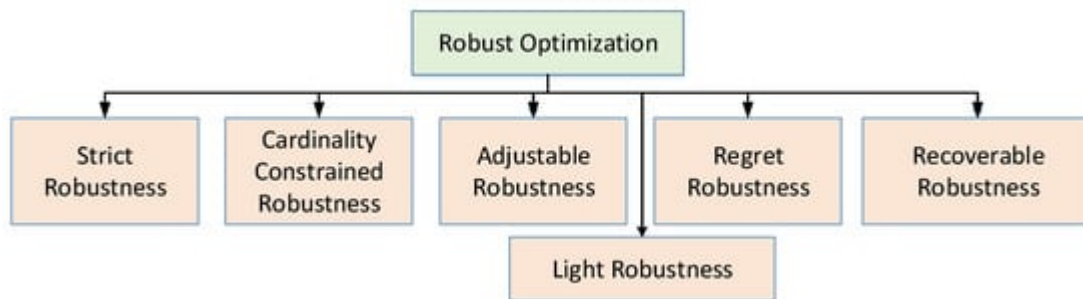 Robust Optimization
Strict
Robustness
Cardinality
Constrained
Robustness
Adjustable
Robustness
Regret
Robustness
Recoverable
Robustness
Light Robustness